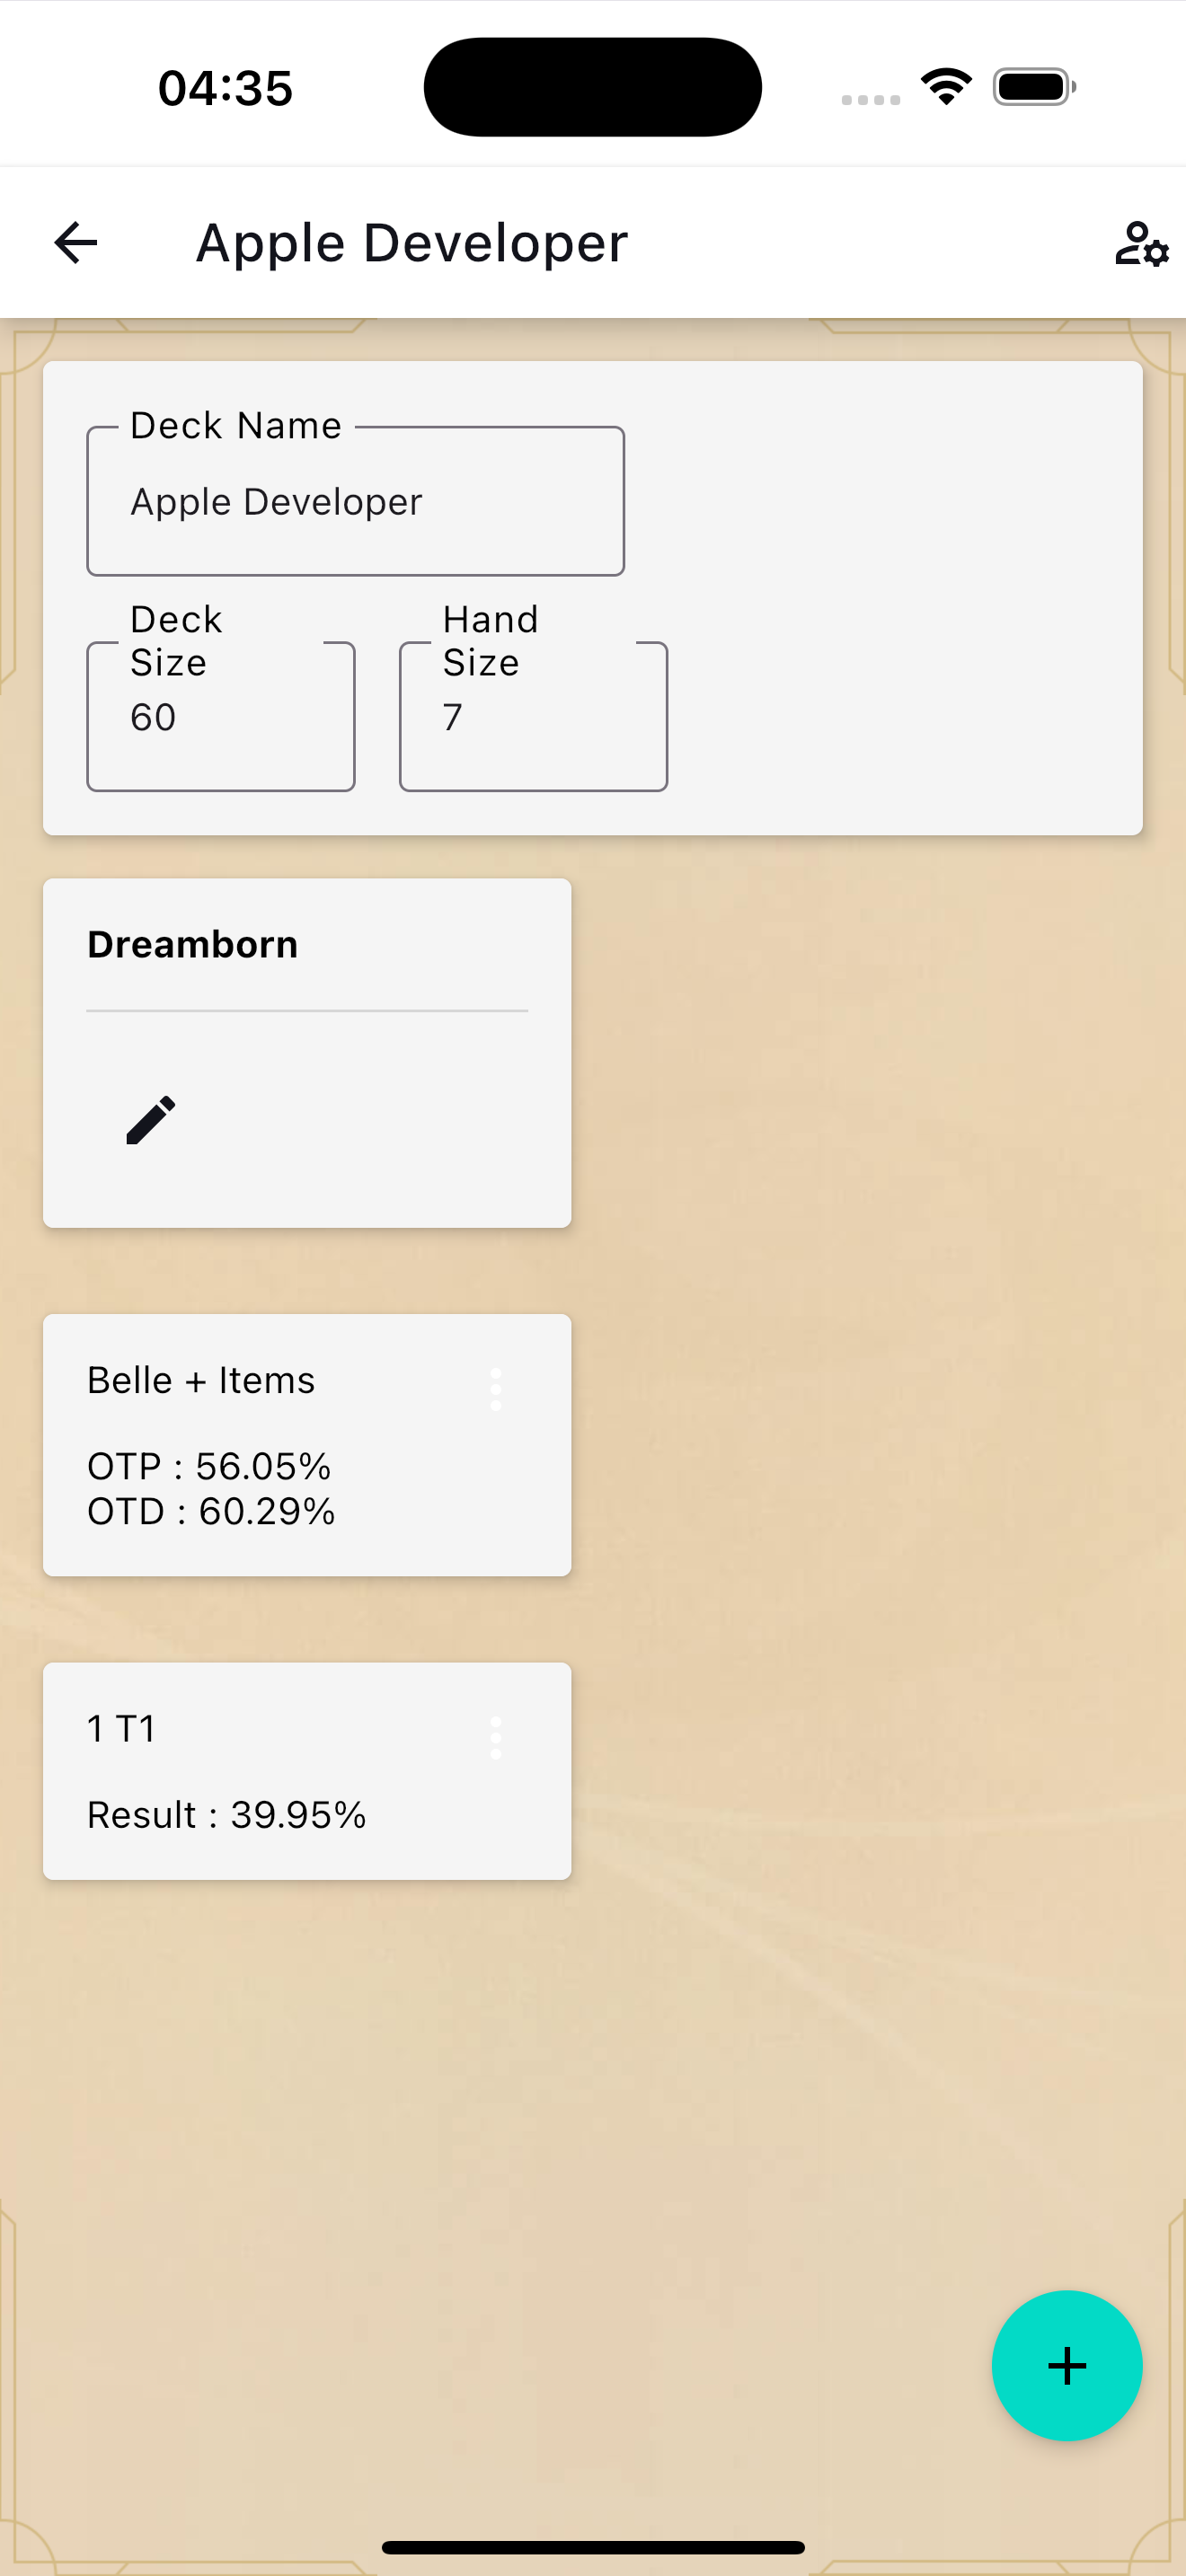 04:35
Apple Developer
Deck Name
Apple Developer
Deck
Size
60
Hand
Size
7
Dreamborn
Belle + Items
OTP : 56.05%
OTD : 60.29%
1 T1
Result : 39.95%